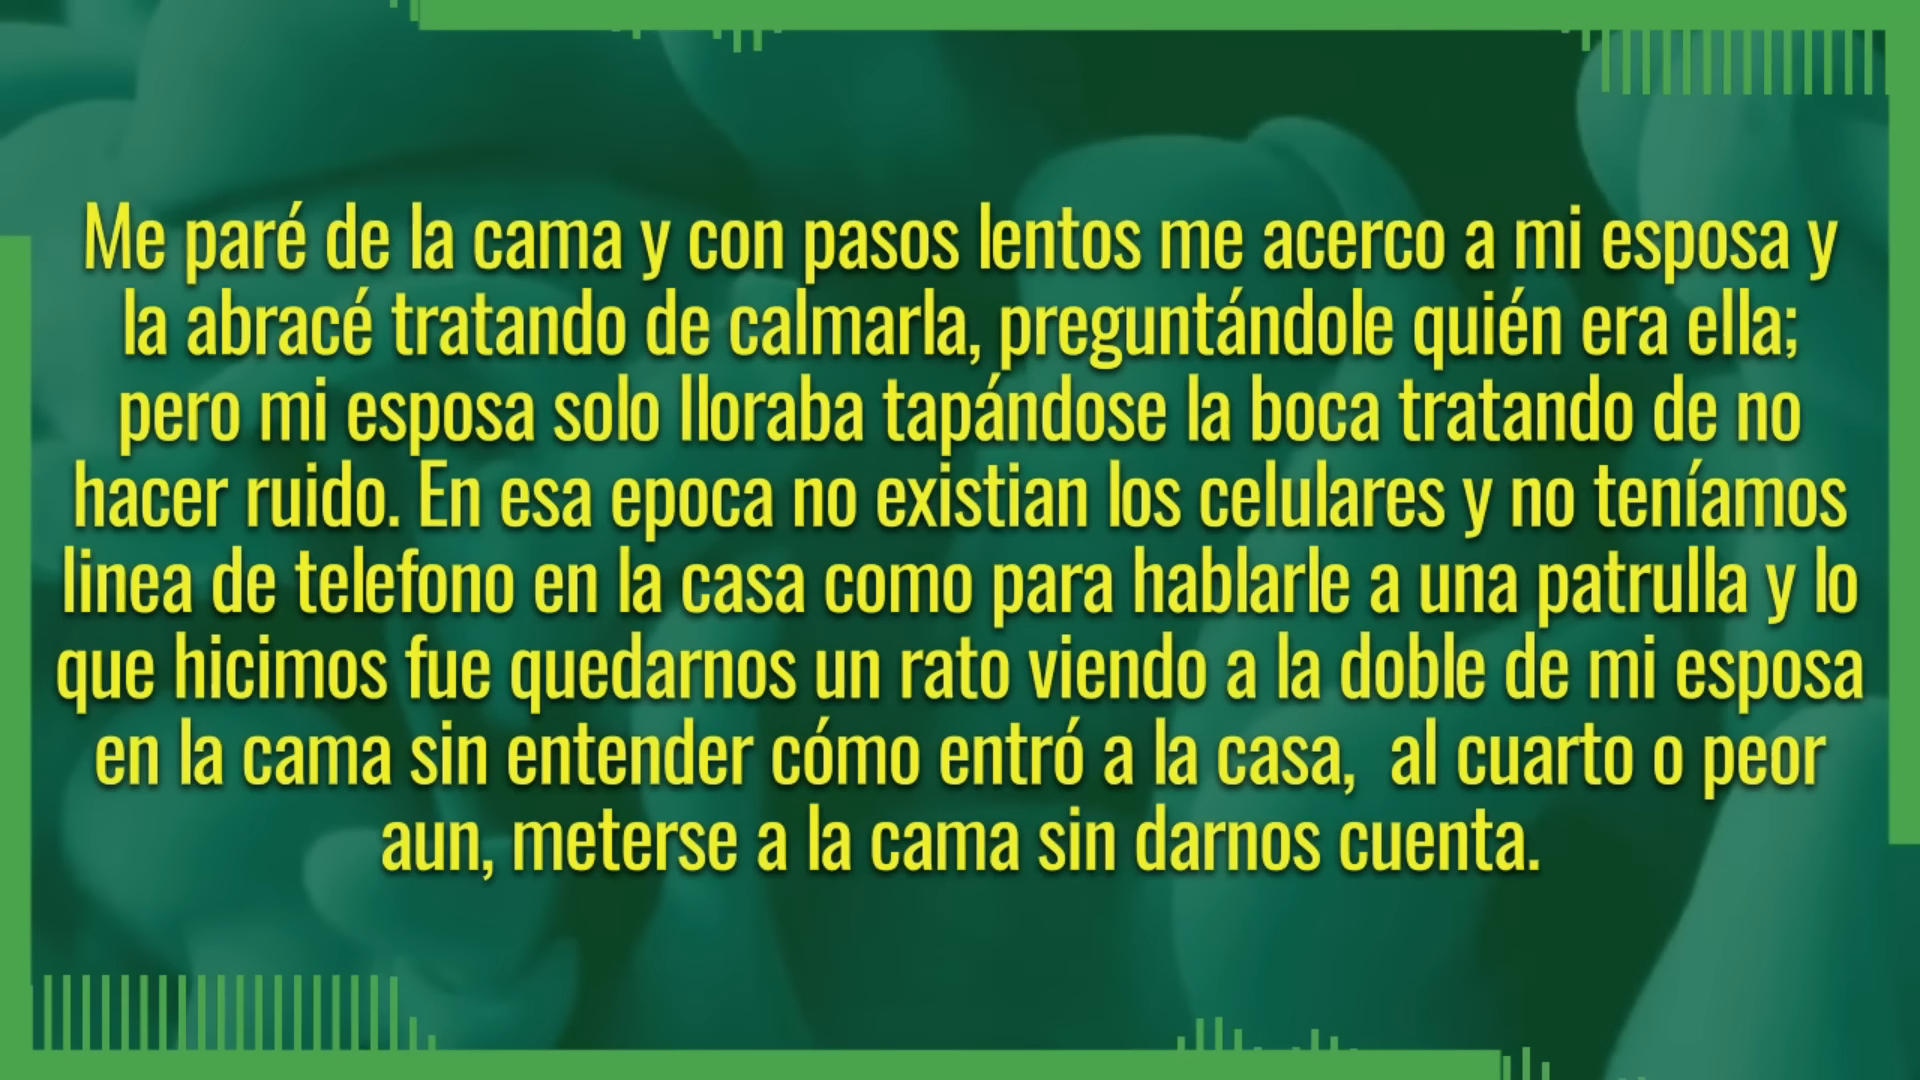 Me paré de la cama y con pasos lentos me acerco a mi esposa y
la abracé tratando de calmarla, preguntándole quién era ella;
pero mi esposa solo lloraba tapándose la boca tratando de no
hacer ruido. En esa epoca no existian los celulares y no teníamos
linea de telefono en la casa como para hablarle a una patrulla y lo
que hicimos fue quedarnos un rato viendo a la doble de mi esposa
en la cama sin entender cómo entró a la casa,  al cuarto o peor
aun, meterse a la cama sin darnos cuenta.